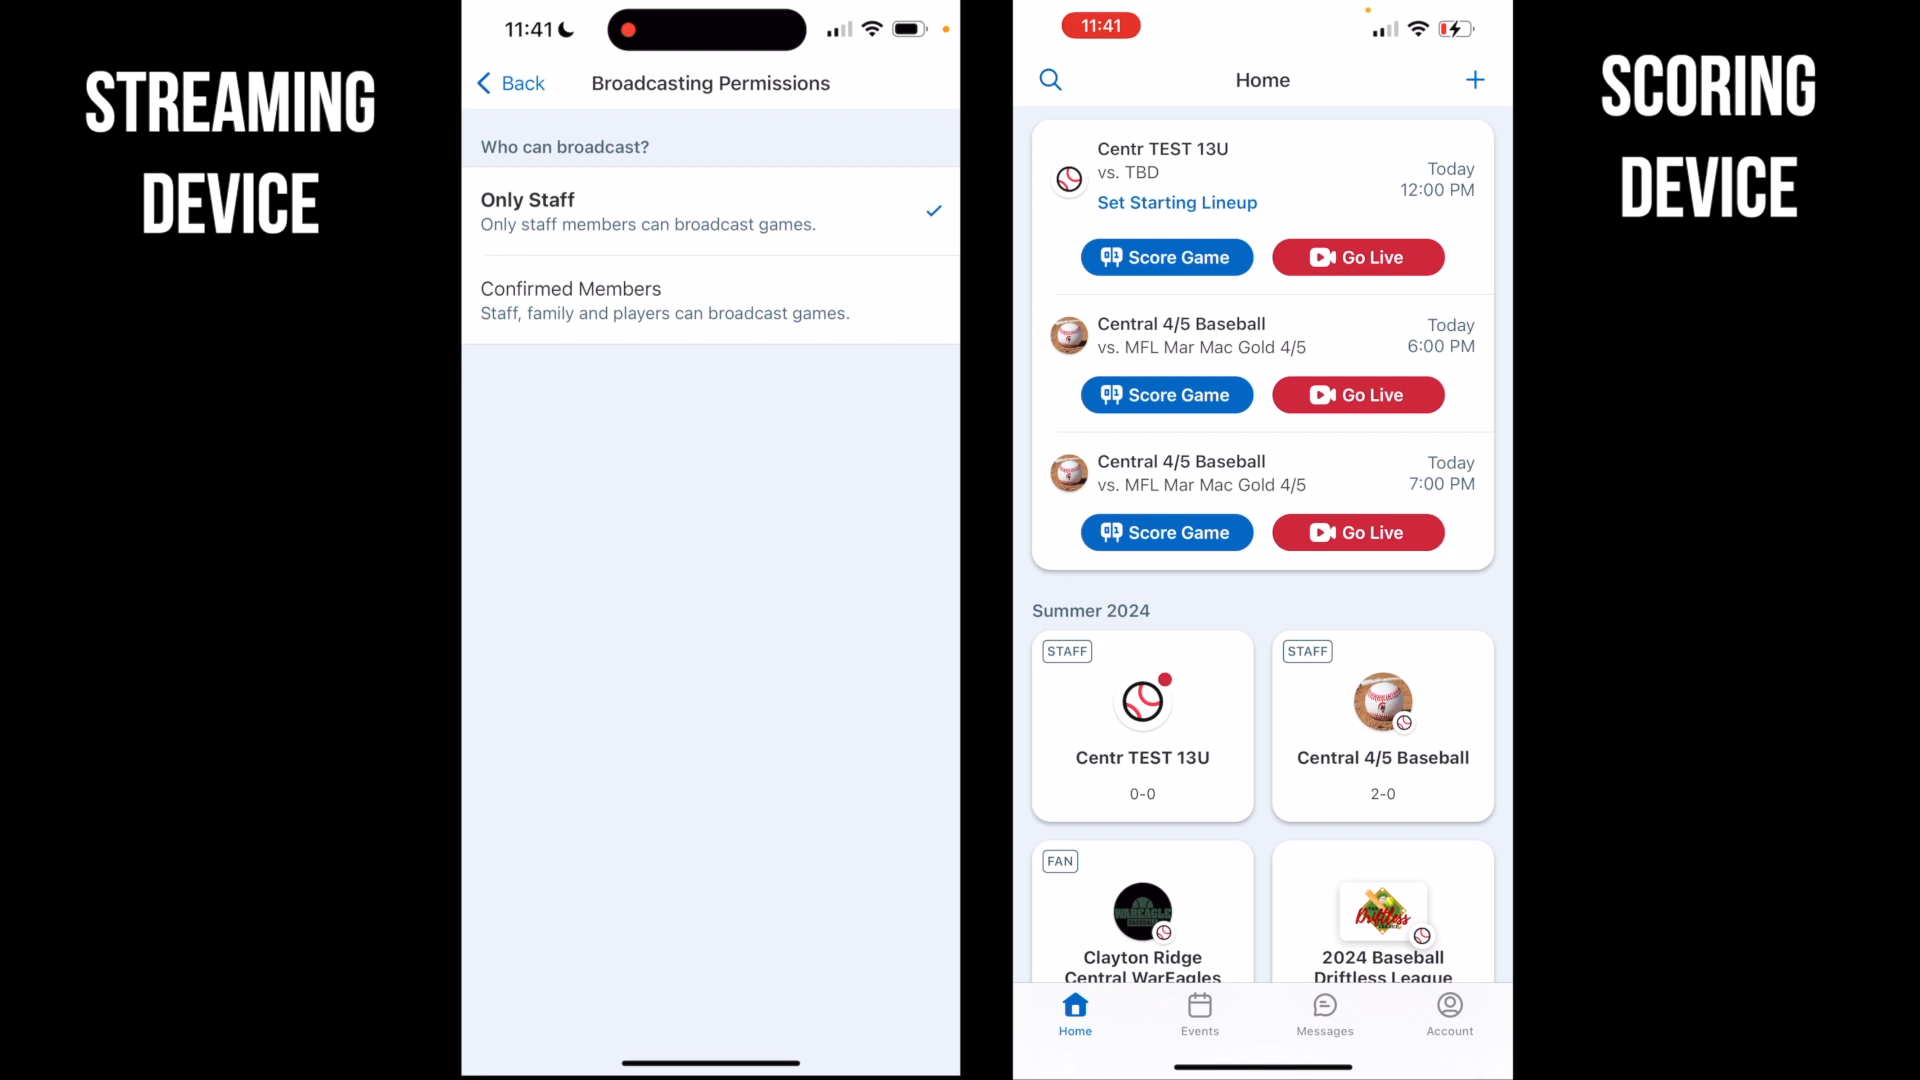 STREAMING
DEVICE
11:41
Back
Broadcasting Permissions
Who can broadcast?
Only Staff
Only staff members can broadcast games.
Confirmed Members
Staff, family and players can broadcast games.
11:41
Home
Centr TEST 13U
vs. TBD
Set Starting Lineup
Today
12:00 PM
Score Game
Go Live
Central 4/5 Baseball
vs. MFL Mar Mac Gold 4/5
Today
6:00 PM
Score Game
Go Live
Central 4/5 Baseball
vs. MFL Mar Mac Gold 4/5
Today
7:00 PM
Score Game
Go Live
Summer 2024
STAFF
Centr TEST 13U
0-0
STAFF
Central 4/5 Baseball
2-0
FAN
WAREAGLE
Clayton Ridge
Central WarEagles
Driftless
2024 Baseball
Driftless League
Home
Events
Messages
Account
SCORING
DEVICE